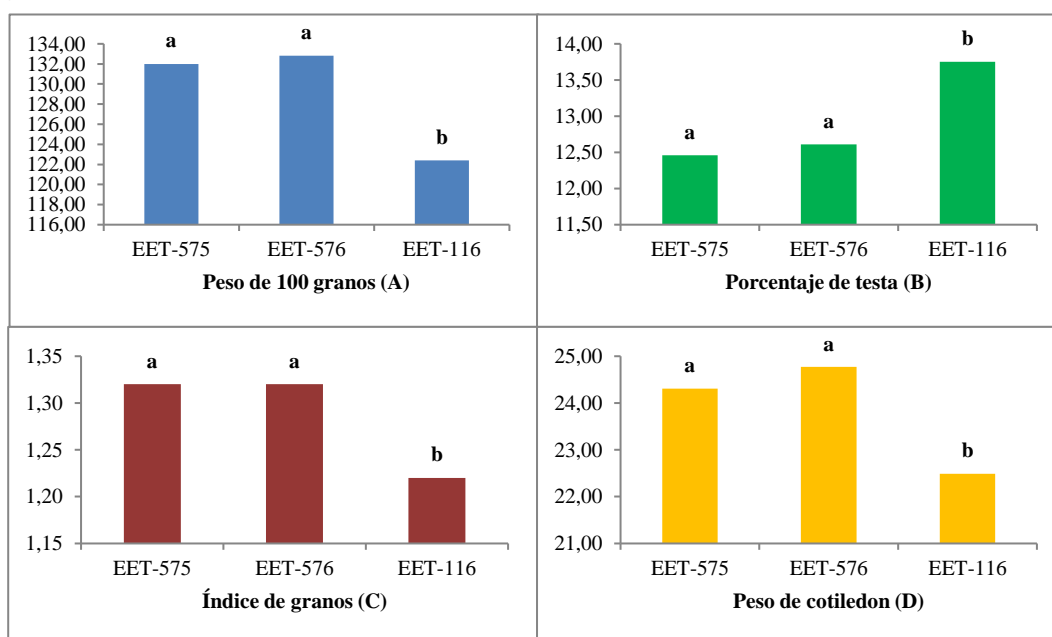 134,00
132,00
130,00
128,00
126,00
124,00
122,00
120,00
118,00
116,00
a
a
b
EET-575 EET-576 EET-116
Peso de 100 granos (A)
14,00
13,50
13,00
12,50
12,00
11,50
a
a
b
EET-575 EET-576 EET-116
Porcentaje de testa (B)
1,35
1,30
1,25
1,20
1,15
a
a
b
EET-575 EET-576 EET-116
Índice de granos (C)
25,00
24,00
23,00
22,00
21,00
a
a
b
EET-575 EET-576 EET-116
Peso de cotiledon (D)